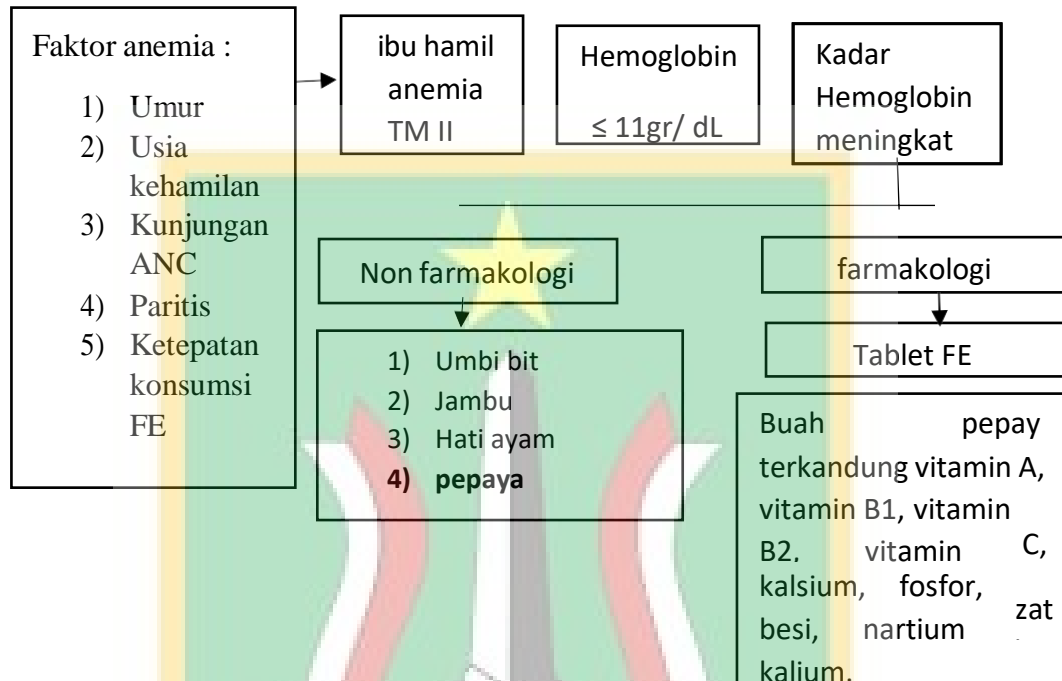 Faktor anemia :
1) Umur
2) Usia
kehamilan
3) Kunjungan
ANC
4) Paritis
5) Ketepatan
konsumsi
FE
ibu hamil
anemia
TM II
Hemoglobin
≤ 11gr/ dL
Kadar
Hemoglobin
meningkat
Non farmakologi
1) Umbi bit
2) Jambu
3) Hati ayam
4) pepaya
farmakologi
Tablet FE
Buah pepay
terkandung vitamin A,
vitamin B1, vitamin
B2, vitamin C,
kalsium, fosfor, zat
besi, nartium
kalium.